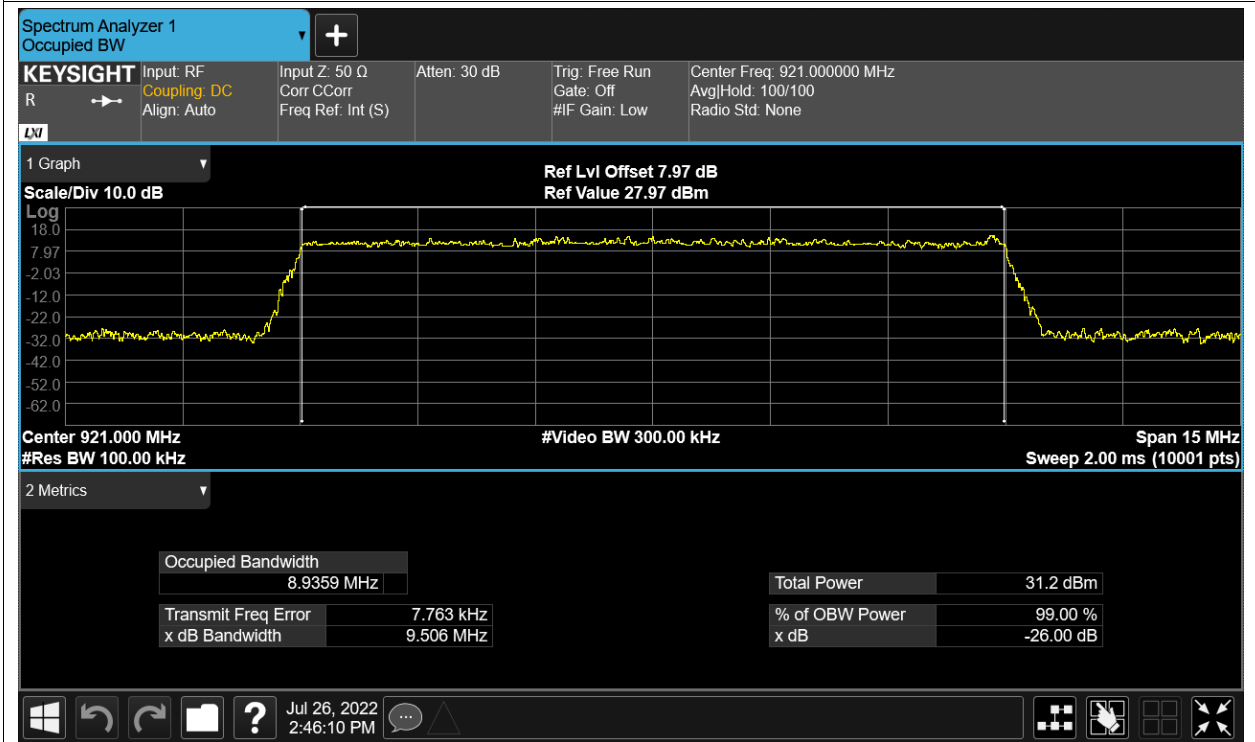 Spectrum Analyzer 1
Occupied BW
KEYSIGHT Input: RF Input Z: 50 Ω Atten: 30 dB Trig: Free Run Center Freq: 921.000000 MHz
R Coupling: DC Corr CCorr Gate: Off Avg|Hold: 100/100
Align: Auto Freq Ref: Int (S) #IF Gain: Low Radio Std: None
LXI
1 Graph Ref Lvl Offset 7.97 dB
Scale/Div 10.0 dB Ref Value 27.97 dBm
Log
18.0
7.97
-2.03
-12.0
-22.0
-32.0
-42.0
-52.0
-62.0
Center 921.000 MHz #Video BW 300.00 kHz Span 15 MHz
#Res BW 100.00 kHz Sweep 2.00 ms (10001 pts)
2 Metrics
Occupied Bandwidth
8.9359 MHz Total Power 31.2 dBm
Transmit Freq Error 7.763 kHz % of OBW Power 99.00 %
x dB Bandwidth 9.506 MHz x dB -26.00 dB
? Jul 26, 2022
2:46:10 PM